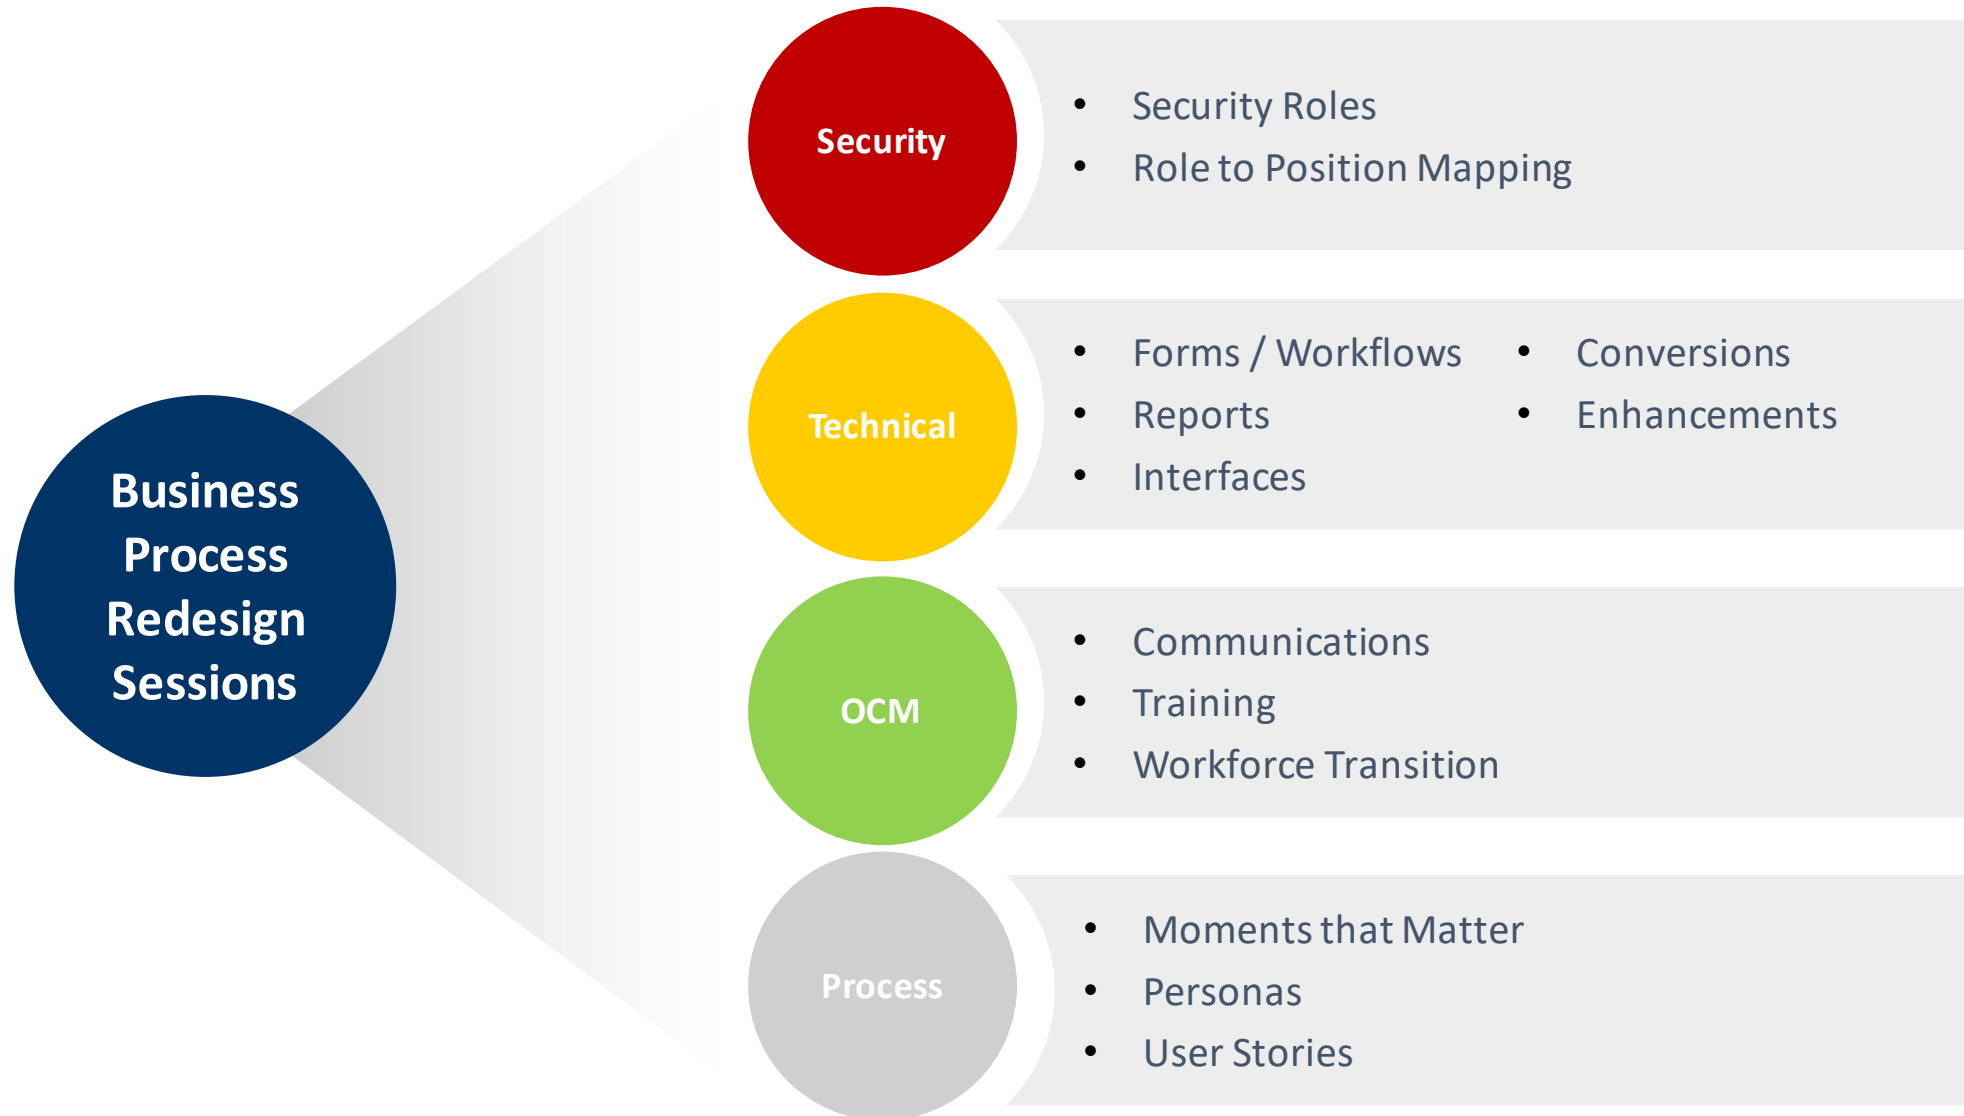 Business
Process
Redesign
Sessions
Security
• Security Roles
• Role to Position Mapping
Technical
• Forms / Workflows
• Reports
• Interfaces
• Conversions
• Enhancements
OCM
• Communications
• Training
• Workforce Transition
Process
• Moments that Matter
• Personas
• User Stories